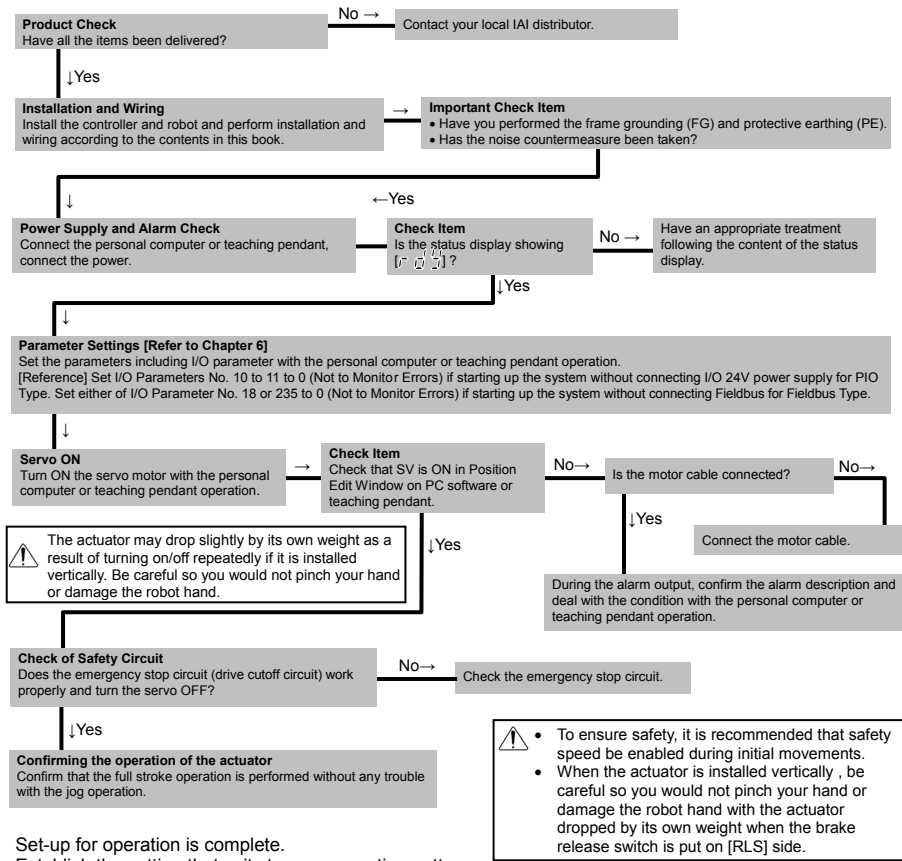 Product Check
Have all the items been delivered?
No →
Contact your local IAI distributor.
↓Yes
Installation and Wiring
Install the controller and robot and perform installation and
wiring according to the contents in this book.
→
Important Check Item
• Have you performed the frame grounding (FG) and protective earthing (PE).
• Has the noise countermeasure been taken?
←Yes
↓
Power Supply and Alarm Check
Connect the personal computer or teaching pendant,
connect the power.
Check Item
Is the status display showing
[rdy] ?
No →
Have an appropriate treatment
following the content of the status
display.
↓Yes
↓
Parameter Settings [Refer to Chapter 6]
Set the parameters including I/O parameter with the personal computer or teaching pendant operation.
[Reference] Set I/O Parameters No. 10 to 11 to 0 (Not to Monitor Errors) if starting up the system without connecting I/O 24V power supply for PIO
Type. Set either of I/O Parameter No. 18 or 235 to 0 (Not to Monitor Errors) if starting up the system without connecting Fieldbus for Fieldbus Type.
↓
Servo ON
Turn ON the servo motor with the personal
computer or teaching pendant operation.
→
Check Item
Check that SV is ON in Position
Edit Window on PC software or
teaching pendant.
No→
Is the motor cable connected?
No→
Connect the motor cable.
↓Yes
During the alarm output, confirm the alarm description and
deal with the condition with the personal computer or
teaching pendant operation.
↓Yes
The actuator may drop slightly by its own weight as a
result of turning on/off repeatedly if it is installed
vertically. Be careful so you would not pinch your hand
or damage the robot hand.
Check of Safety Circuit
Does the emergency stop circuit (drive cutoff circuit) work
properly and turn the servo OFF?
No→
Check the emergency stop circuit.
↓Yes
Confirming the operation of the actuator
Confirm that the full stroke operation is performed without any trouble
with the jog operation.
• To ensure safety, it is recommended that safety
speed be enabled during initial movements.
• When the actuator is installed vertically , be
careful so you would not pinch your hand or
damage the robot hand with the actuator
dropped by its own weight when the brake
release switch is put on [RLS] side.
Set-up for operation is complete.